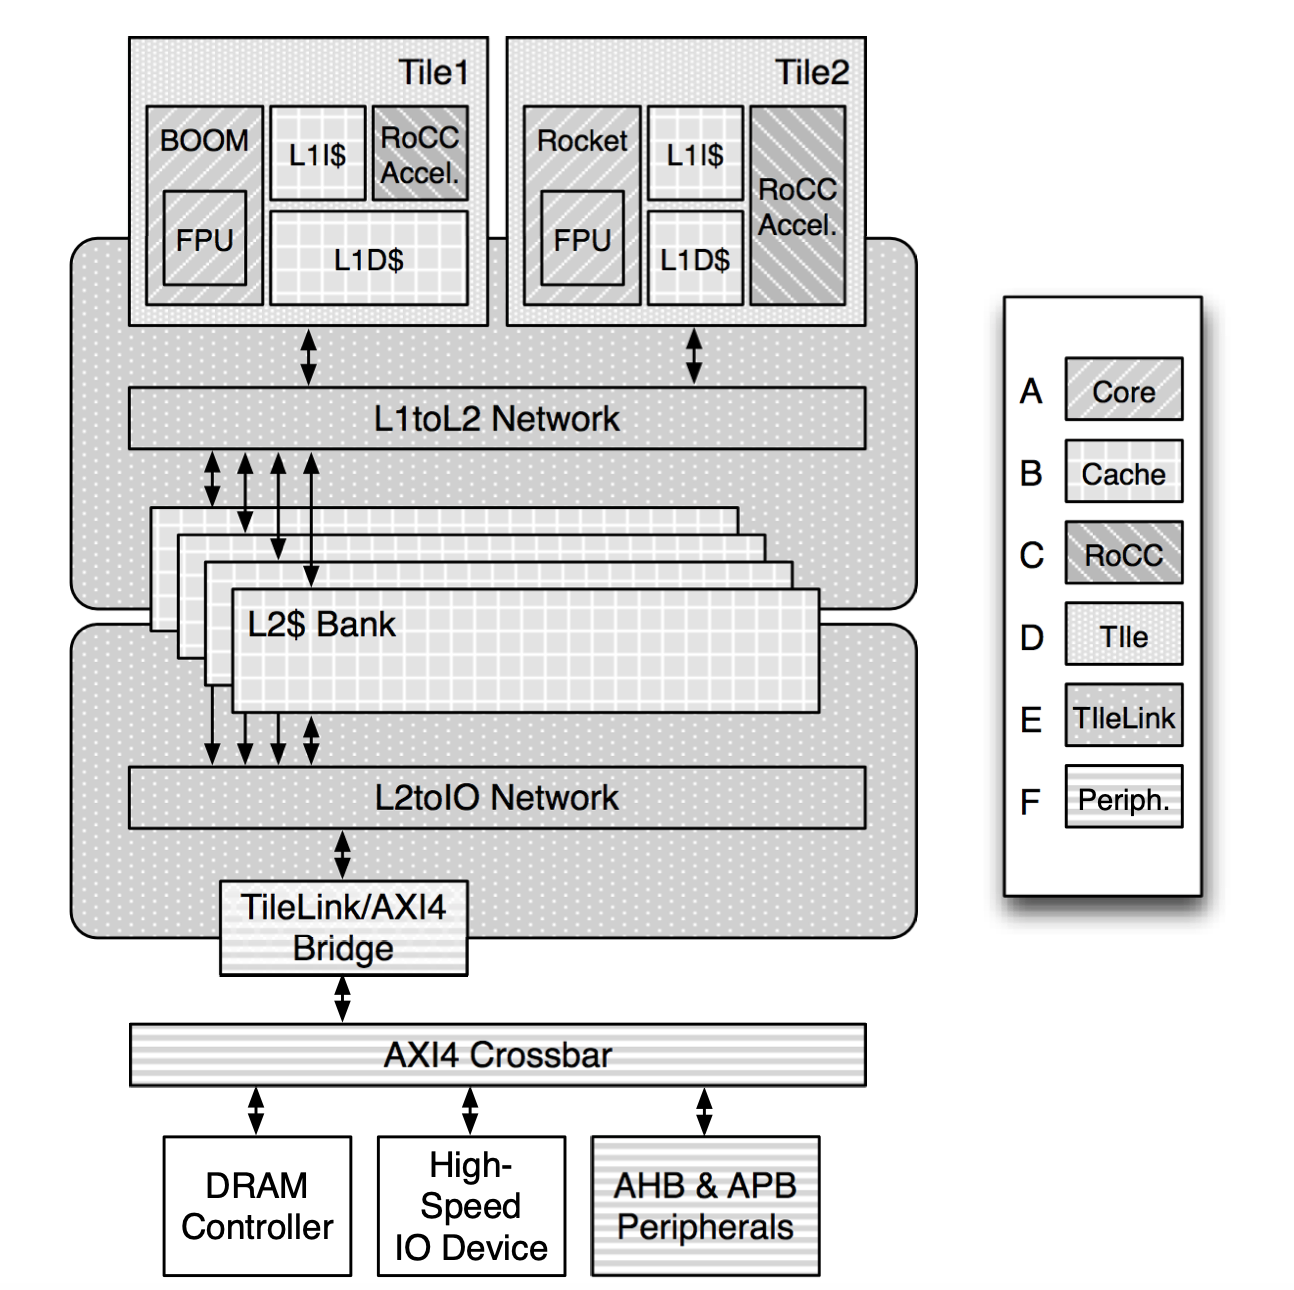 Tile1
BOOM
FPU
L1I$
RoCC
Accel.
L1D$
Tile2
Rocket
FPU
L1I$
L1D$
RoCC
Accel.
L1toL2 Network
L2$ Bank
L2toIO Network
TileLink/AXI4
Bridge
AXI4 Crossbar
DRAM
Controller
High-
Speed
IO Device
AHB & APB
Peripherals
A Core
B Cache
C RoCC
D TIle
E TIleLink
F Periph.